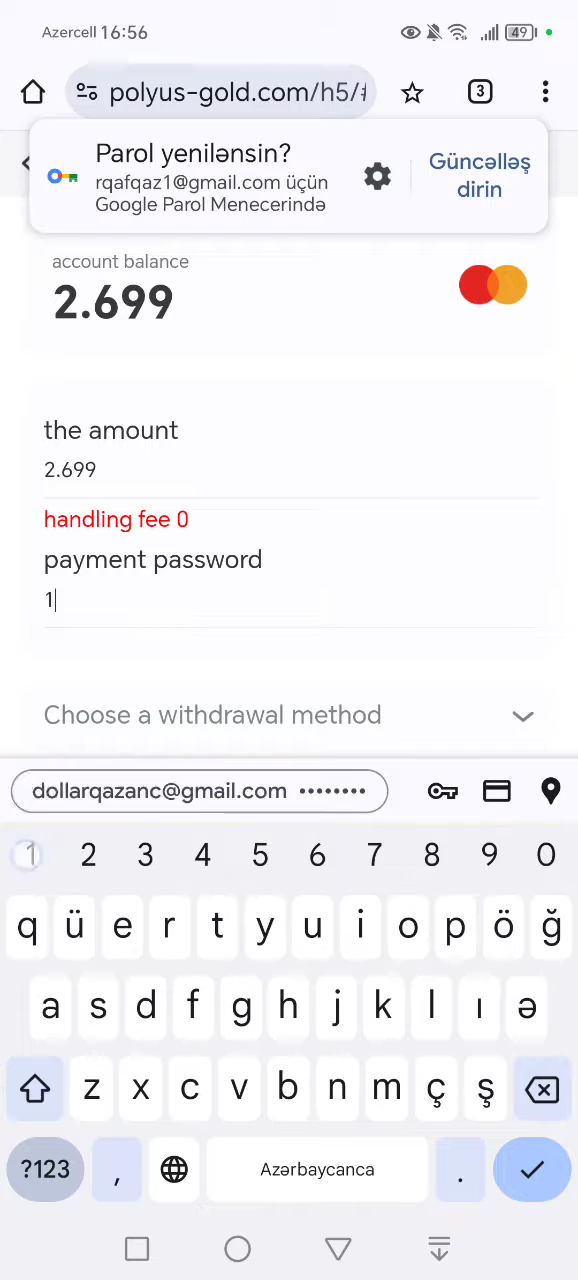 Azercell 16:56
49
polyus-gold.com/h5/#
3
Parol yenilənsin?
rqafqaz1@gmail.com üçün
Google Parol Menecerində
Güncəlləş
dirin
account balance
2.699
the amount
2.699
handling fee 0
payment password
1
Choose a withdrawal method
dollarqazanc@gmail.com ••••••••
1 2 3 4 5 6 7 8 9 0
q ü e r t y u i o p ö ğ
a s d f g h j k l ı ə
z x c v b n m ç ş
?123 , Azərbaycanca .